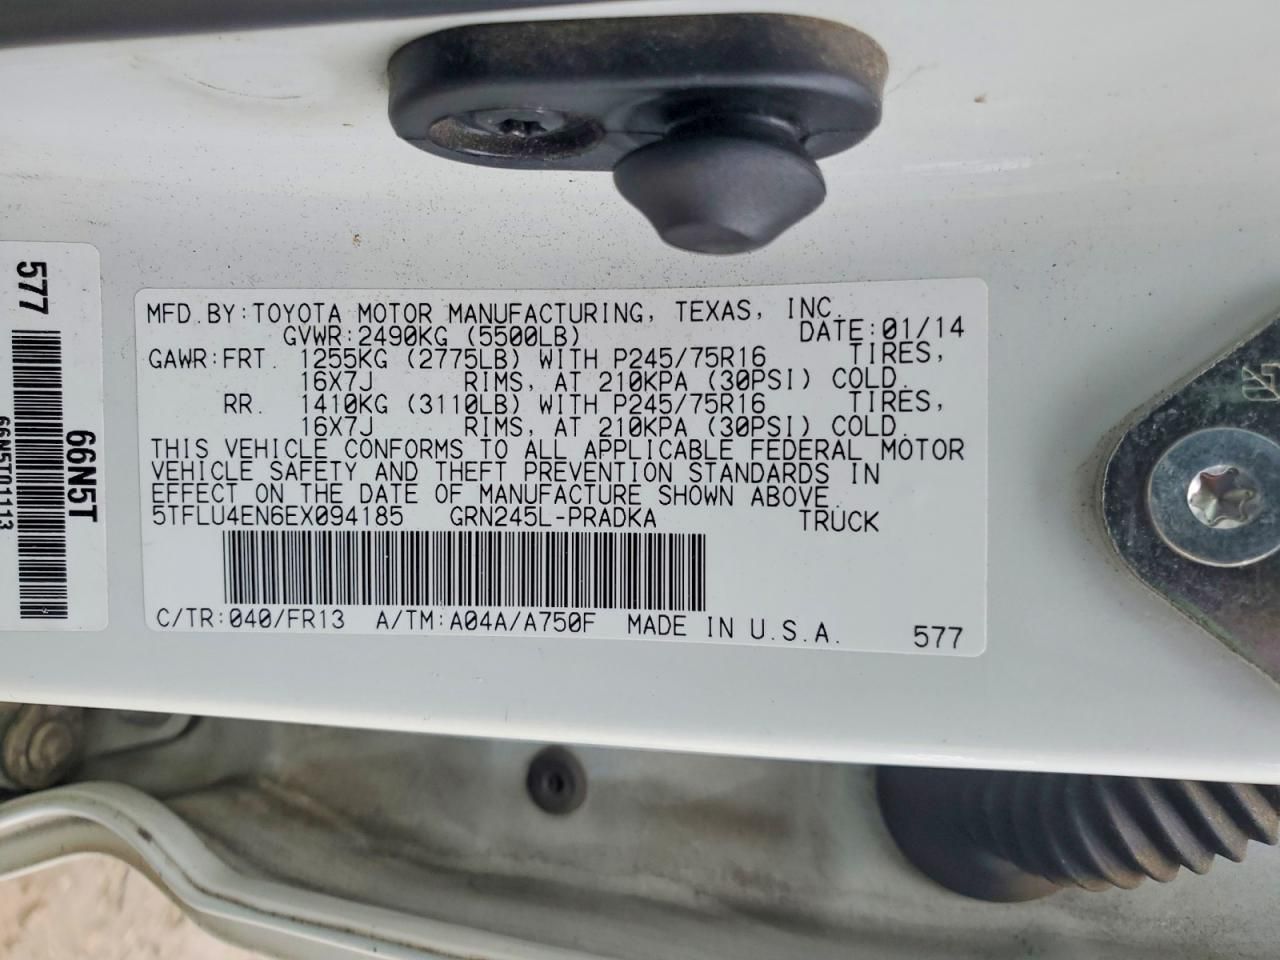 MFD.BY:TOYOTA MOTOR MANUFACTURING, TEXAS, INC.
GVWR:2490KG (5500LB) DATE:01/14
GAWR:FRT. 1255KG (2775LB) WITH P245/75R16 TIRES,
16X7J RIMS, AT 210KPA (30PSI) COLD.
RR. 1410KG (3110LB) WITH P245/75R16 TIRES,
16X7J RIMS, AT 210KPA (30PSI) COLD.
THIS VEHICLE CONFORMS TO ALL APPLICABLE FEDERAL MOTOR
VEHICLE SAFETY AND THEFT PREVENTION STANDARDS IN
EFFECT ON THE DATE OF MANUFACTURE SHOWN ABOVE.
5TFLU4EN6EX094185 GRN245L-PRADKA TRUCK
C/TR:040/FR13 A/TM:A04A/A750F MADE IN U.S.A.
577
577
66N5T
66N5T01113